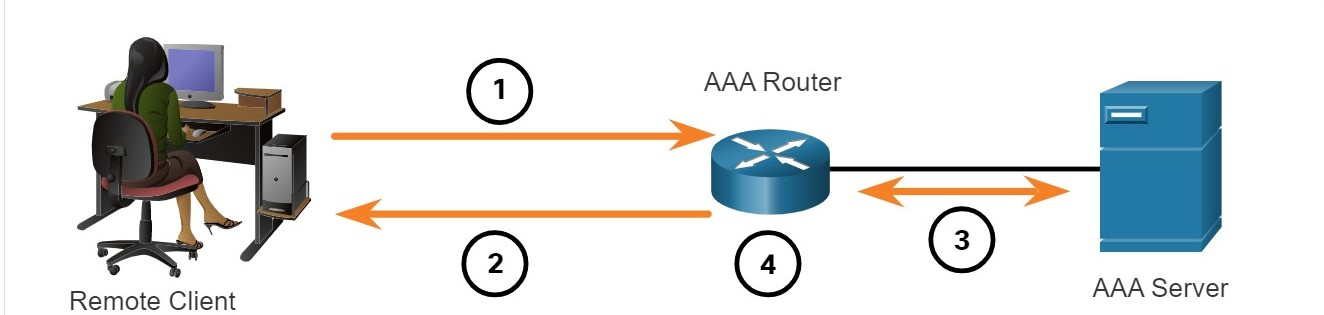 1
AAA Router
2
4
3
Remote Client
AAA Server